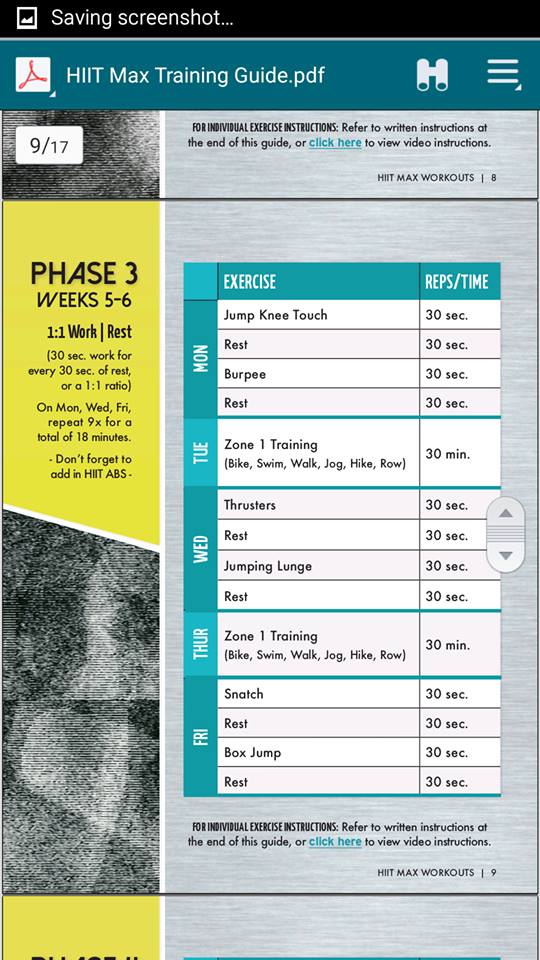 Saving screenshot...
HIIT Max Training Guide.pdf
9/17
FOR INDIVIDUAL EXERCISE INSTRUCTIONS: Refer to written instructions at
the end of this guide, or click here to view video instructions.
HIIT MAX WORKOUTS | 8
PHASE 3
WEEKS 5-6
1:1 Work | Rest
(30 sec. work for
every 30 sec. of rest,
or a 1:1 ratio)
On Mon, Wed, Fri,
repeat 9x for a
total of 18 minutes.
- Don't forget to
add in HIIT ABS -
EXERCISE REPS/TIME
MON
Jump Knee Touch 30 sec.
Rest 30 sec.
Burpee 30 sec.
Rest 30 sec.
TUE
Zone 1 Training 30 min.
(Bike, Swim, Walk, Jog, Hike, Row)
WED
Thrusters 30 sec.
Rest 30 sec.
Jumping Lunge 30 sec.
Rest 30 sec.
THUR
Zone 1 Training 30 min.
(Bike, Swim, Walk, Jog, Hike, Row)
FRI
Snatch 30 sec.
Rest 30 sec.
Box Jump 30 sec.
Rest 30 sec.
FOR INDIVIDUAL EXERCISE INSTRUCTIONS: Refer to written instructions at
the end of this guide, or click here to view video instructions.
HIIT MAX WORKOUTS | 9